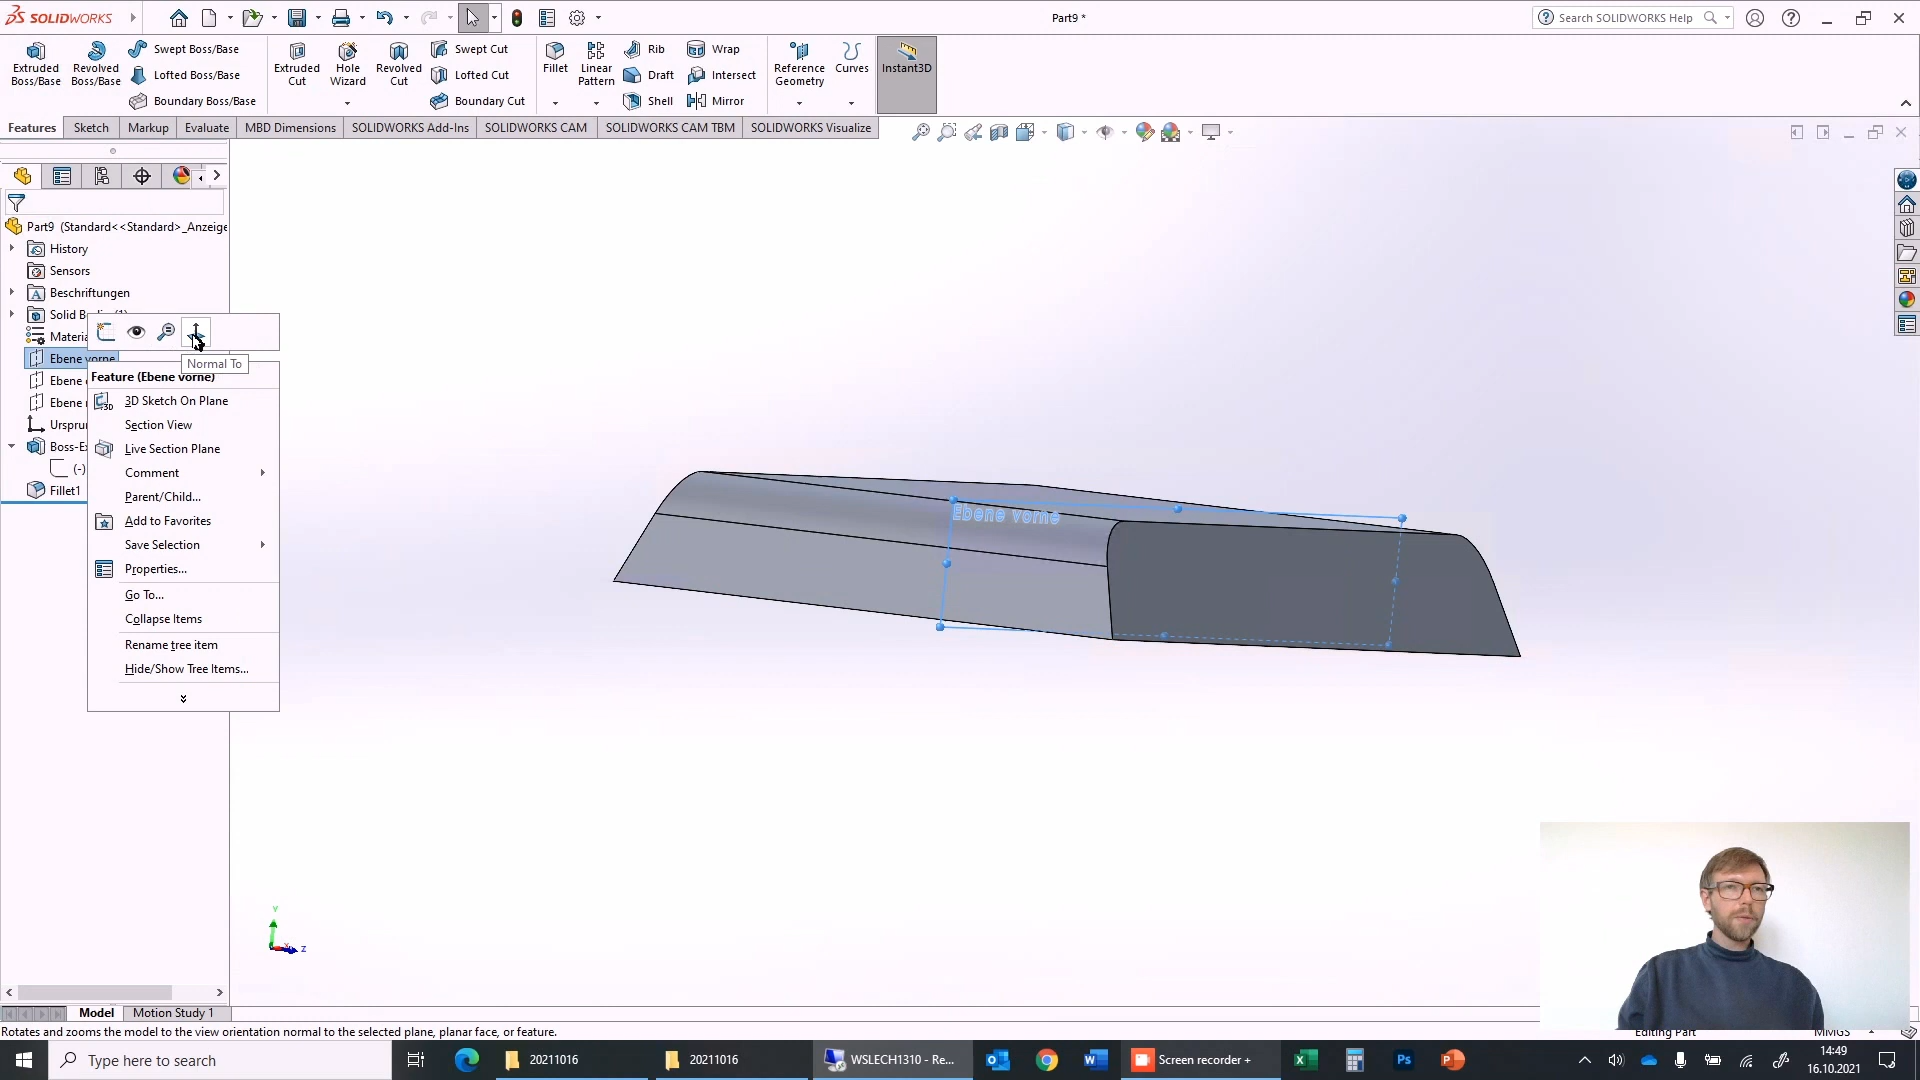 SOLIDWORKS
Part9 *
Search SOLIDWORKS Help
Extruded Boss/Base
Revolved Boss/Base
Swept Boss/Base
Lofted Boss/Base
Boundary Boss/Base
Extruded Cut
Hole Wizard
Revolved Cut
Swept Cut
Lofted Cut
Boundary Cut
Fillet
Linear Pattern
Rib
Draft
Shell
Wrap
Intersect
Mirror
Reference Geometry
Curves
Instant3D
Features
Sketch
Markup
Evaluate
MBD Dimensions
SOLIDWORKS Add-Ins
SOLIDWORKS CAM
SOLIDWORKS CAM TBM
SOLIDWORKS Visualize
Part9 (Standard<<Standard>_Anzeige
History
Sensors
Beschriftungen
Solid
(1)
Materia
Ebene vorne
Normal To
Ebene
Ebene
Ursprun
Boss-Ex
(-)
Fillet1
Feature (Ebene vorne)
3D Sketch On Plane
Section View
Live Section Plane
Comment
Parent/Child...
Add to Favorites
Save Selection
Properties...
Go To...
Collapse Items
Rename tree item
Hide/Show Tree Items...
Ebene vorne
Y
Z
Model
Motion Study 1
Rotates and zooms the model to the view orientation normal to the selected plane, planar face, or feature.
Editing Part
MMGS
Type here to search
20211016
20211016
WSLECH1310 - Re...
Screen recorder +
14:49
16.10.2021